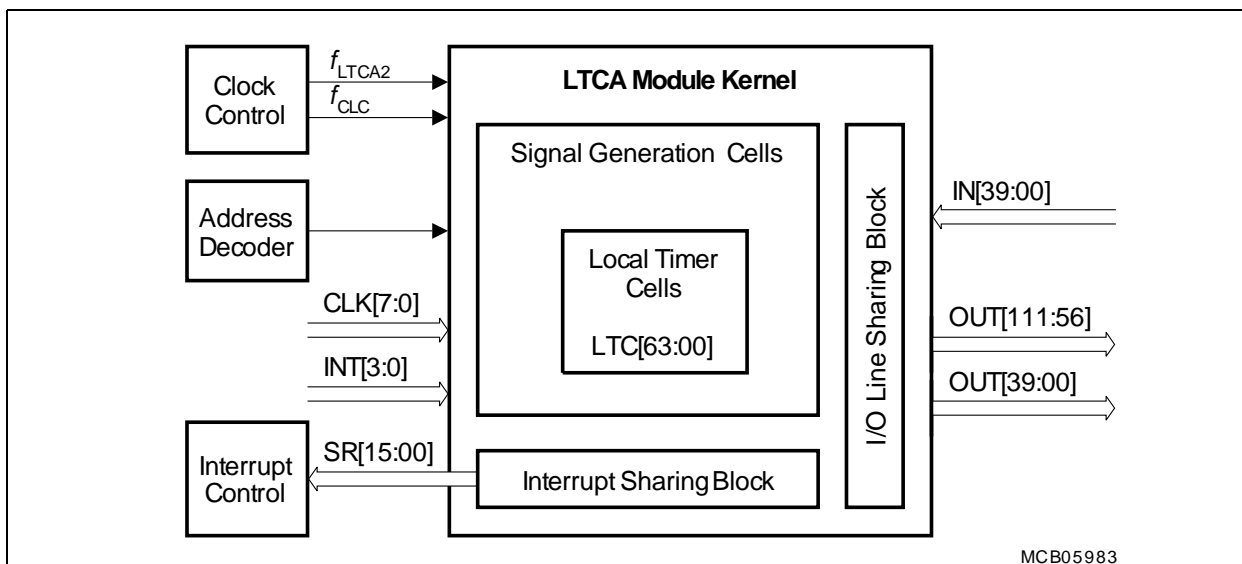 Clock
Control
fLTCA2
fCLC
LTCA Module Kernel
Signal Generation Cells
Address
Decoder
Local Timer
Cells
LTC[63:00]
CLK[7:0]
INT[3:0]
Interrupt
Control
SR[15:00]
Interrupt Sharing Block
I/O Line Sharing Block
IN[39:00]
OUT[111:56]
OUT[39:00]
MCB05983